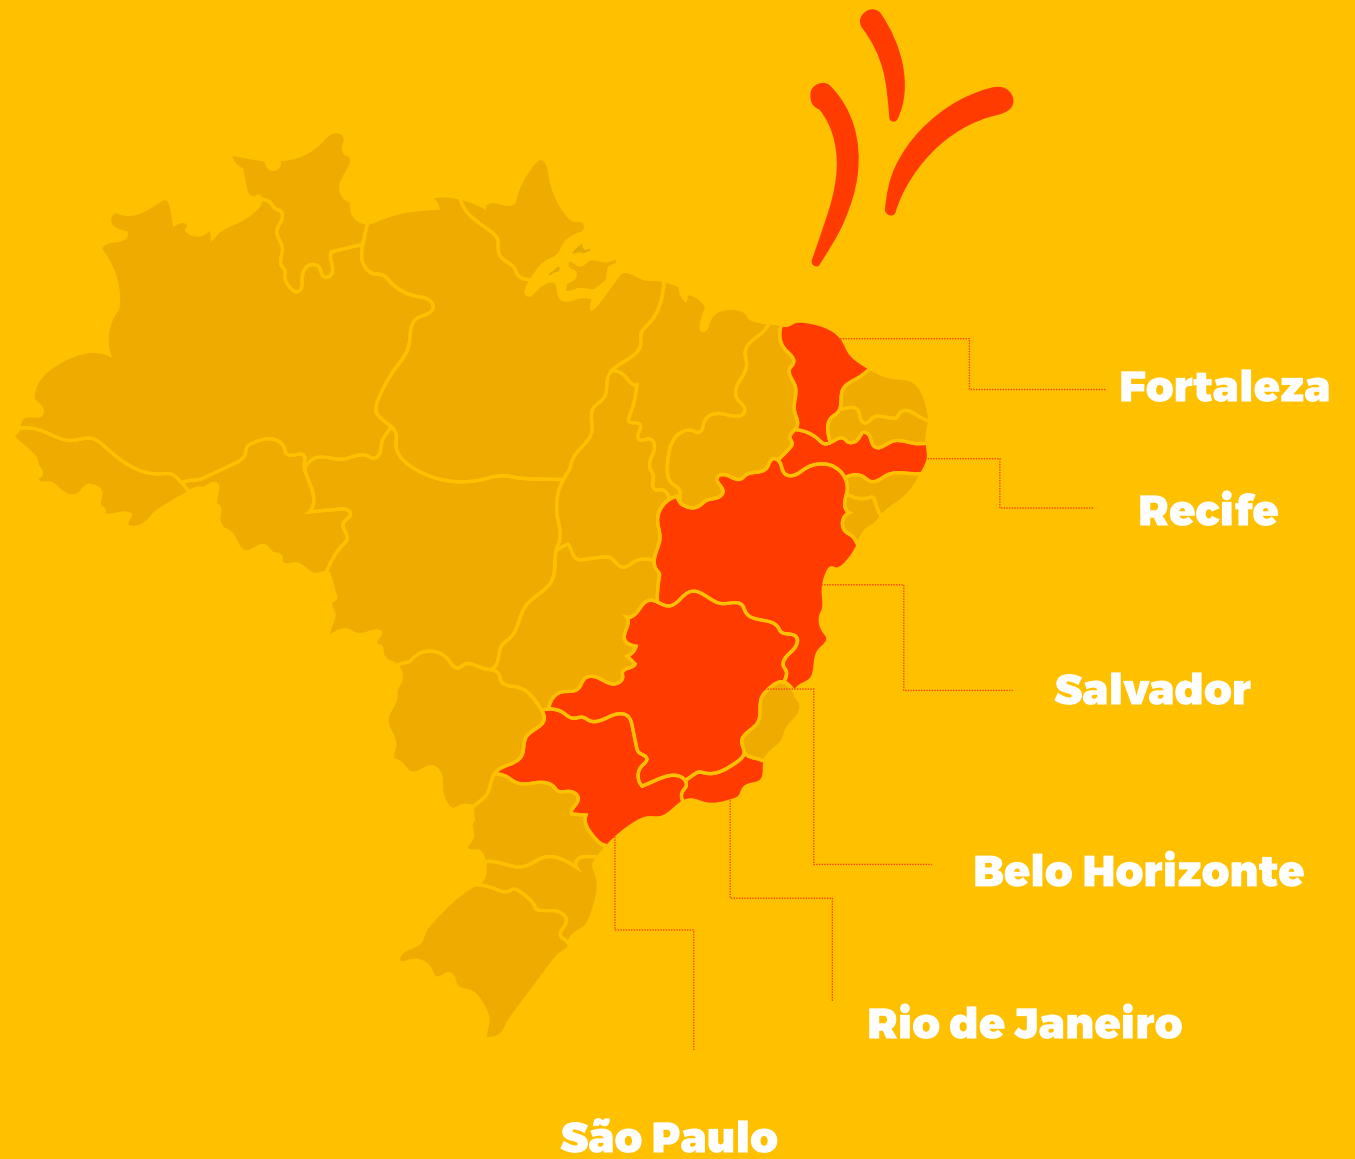 Fortaleza
Recife
Salvador
Belo Horizonte
Rio de Janeiro
São Paulo